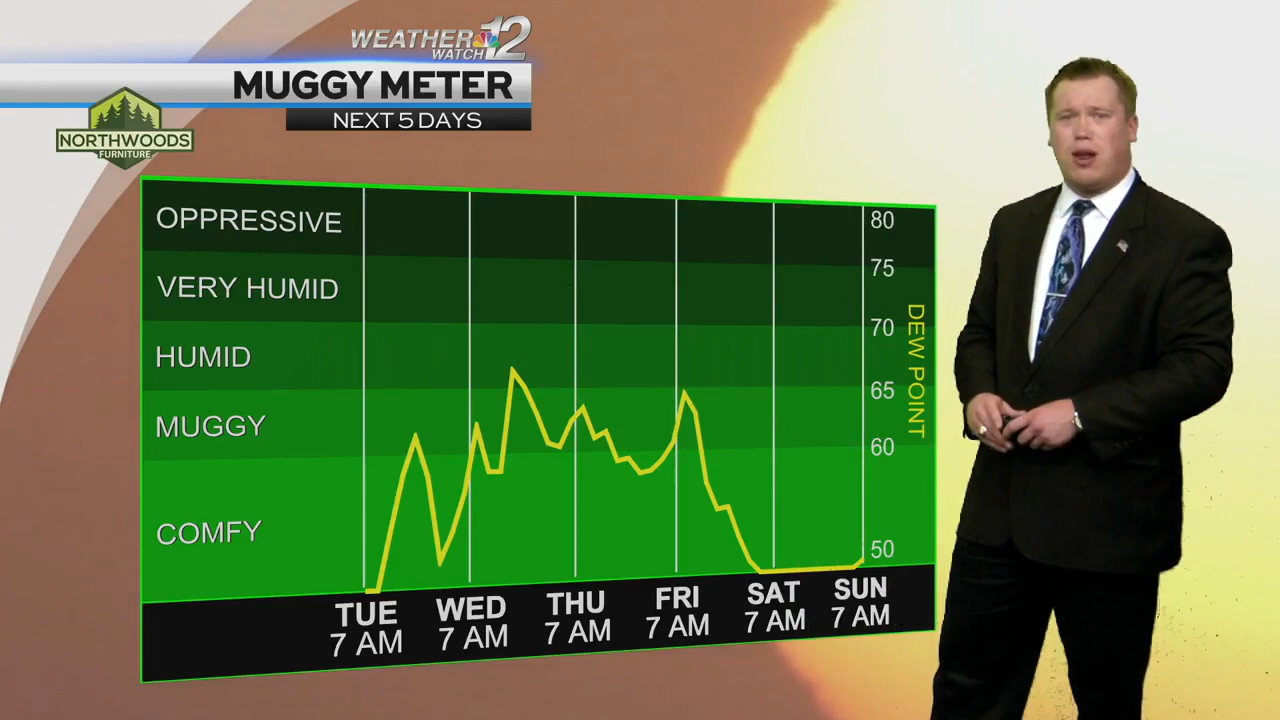 WEATHER 12
WATCH
MUGGY METER
NEXT 5 DAYS
NORTHWOODS
FURNITURE
OPPRESSIVE
VERY HUMID
HUMID
MUGGY
COMFY
80
75
70
65
60
50
DEW POINT
TUE WED THU FRI SAT SUN
7 AM 7 AM 7 AM 7 AM 7 AM 7 AM